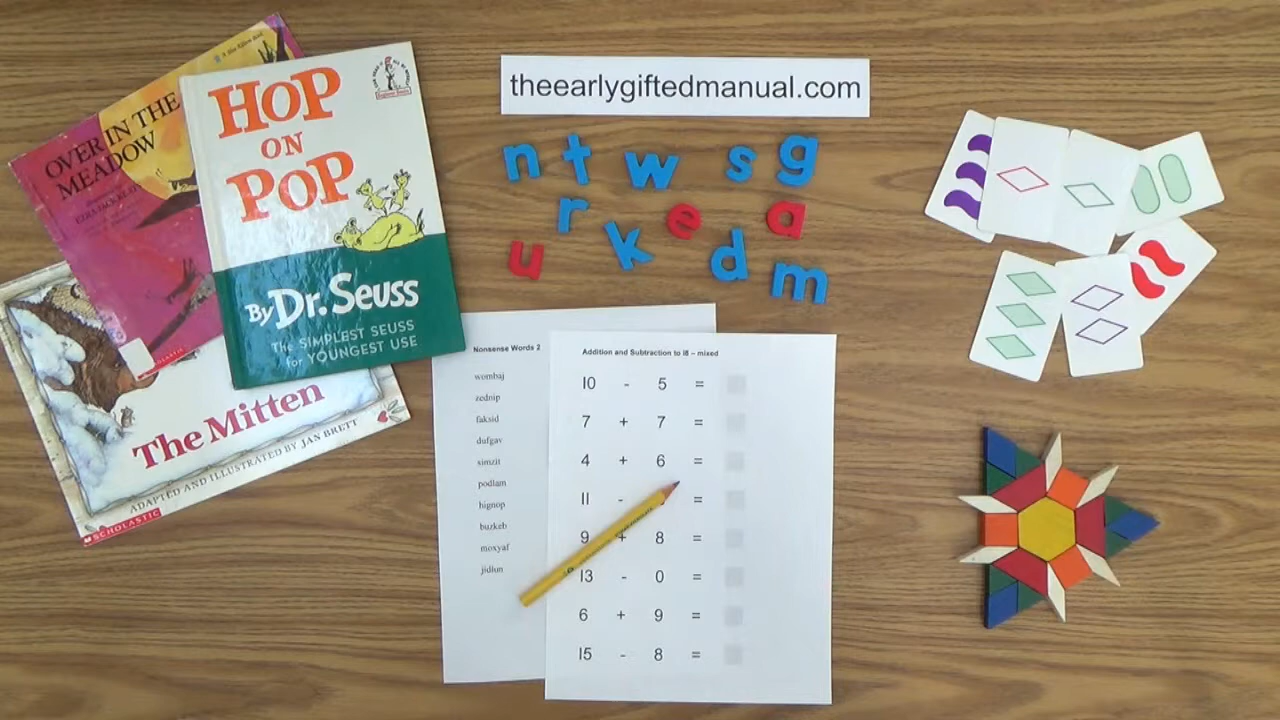 theearlygiftedmanual.com
OVER IN THE
MEADOW
HOP
ON
POP
By Dr. Seuss
The SIMPLEST SEUSS
for YOUNGEST USE
The Mitten
ADAPTED AND ILLUSTRATED BY JAN BRETT
SCHOLASTIC
n t w s g
r e a
u k d m
Nonsense Words 2
wombaj
zednip
faksid
dufgav
simzit
podlam
hignop
buzkeb
moxyaf
jidlun
Addition and Subtraction to 18 – mixed
10 - 5 =
7 + 7 =
4 + 6 =
11 - =
9 + 8 =
13 - 0 =
6 + 9 =
15 - 8 =